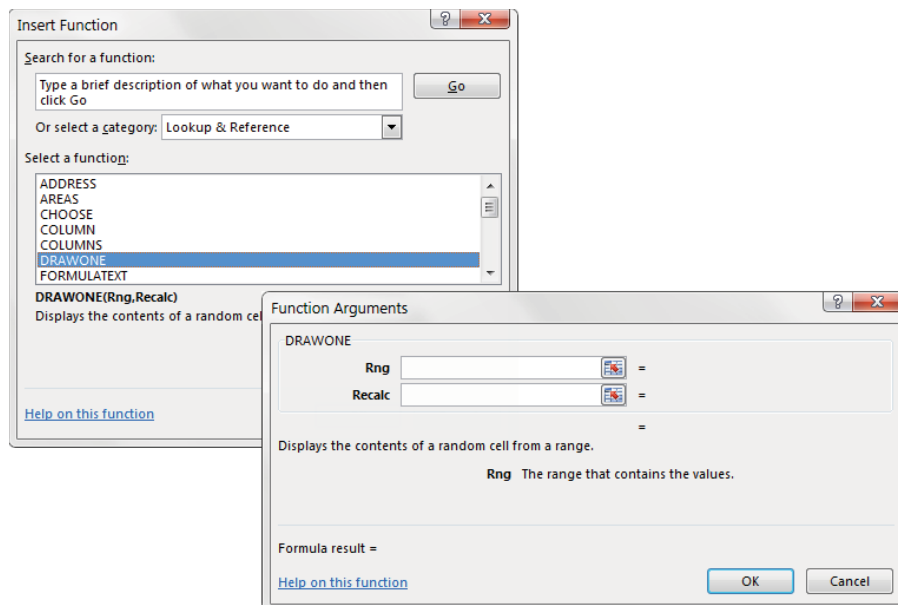 Insert Function
Search for a function:
Type a brief description of what you want to do and then
click Go
Go
Or select a category: Lookup & Reference
Select a function:
ADDRESS
AREAS
CHOOSE
COLUMN
COLUMNS
DRAWONE
FORMULATEXT
DRAWONE(Rng,Recalc)
Displays the contents of a random
Help on this function
Function Arguments
DRAWONE
Rng =
Recalc =
=
Displays the contents of a random cell from a range.
Rng The range that contains the values.
Formula result =
Help on this function
OK Cancel